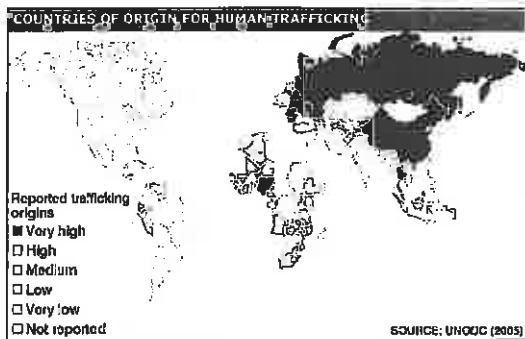 COUNTRIES OF ORIGIN FOR HUMAN TRAFFICKING
Reported trafficking
origins
Very high
High
Medium
Low
Very low
Not reported
SOURCE: UNODC (2005)